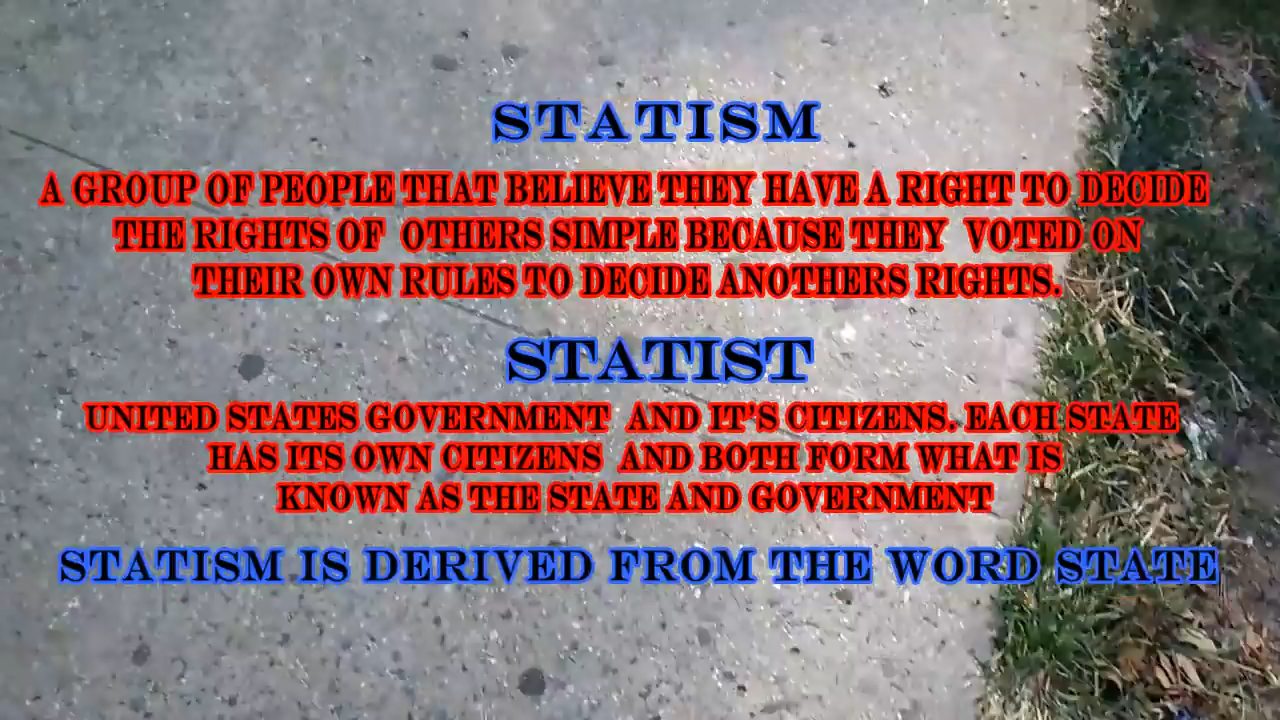 STATISM
A GROUP OF PEOPLE THAT BELIEVE THEY HAVE A RIGHT TO DECIDE
THE RIGHTS OF OTHERS SIMPLE BECAUSE THEY VOTED ON
THEIR OWN RULES TO DECIDE ANOTHERS RIGHTS.
STATIST
UNITED STATES GOVERNMENT AND IT'S CITIZENS. EACH STATE
HAS ITS OWN CITIZENS AND BOTH FORM WHAT IS
KNOWN AS THE STATE AND GOVERNMENT
STATISM IS DERIVED FROM THE WORD STATE